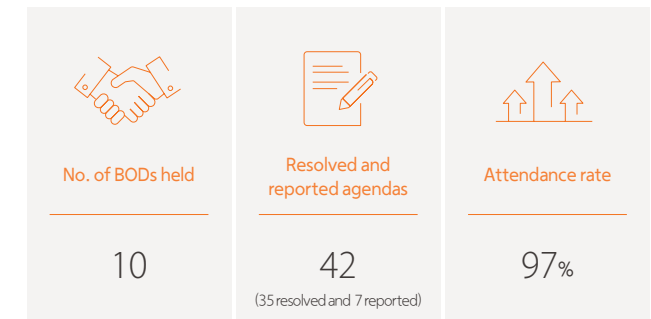 No. of BODs held
10
Resolved and
reported agendas
42
(35 resolved and 7 reported)
Attendance rate
97%